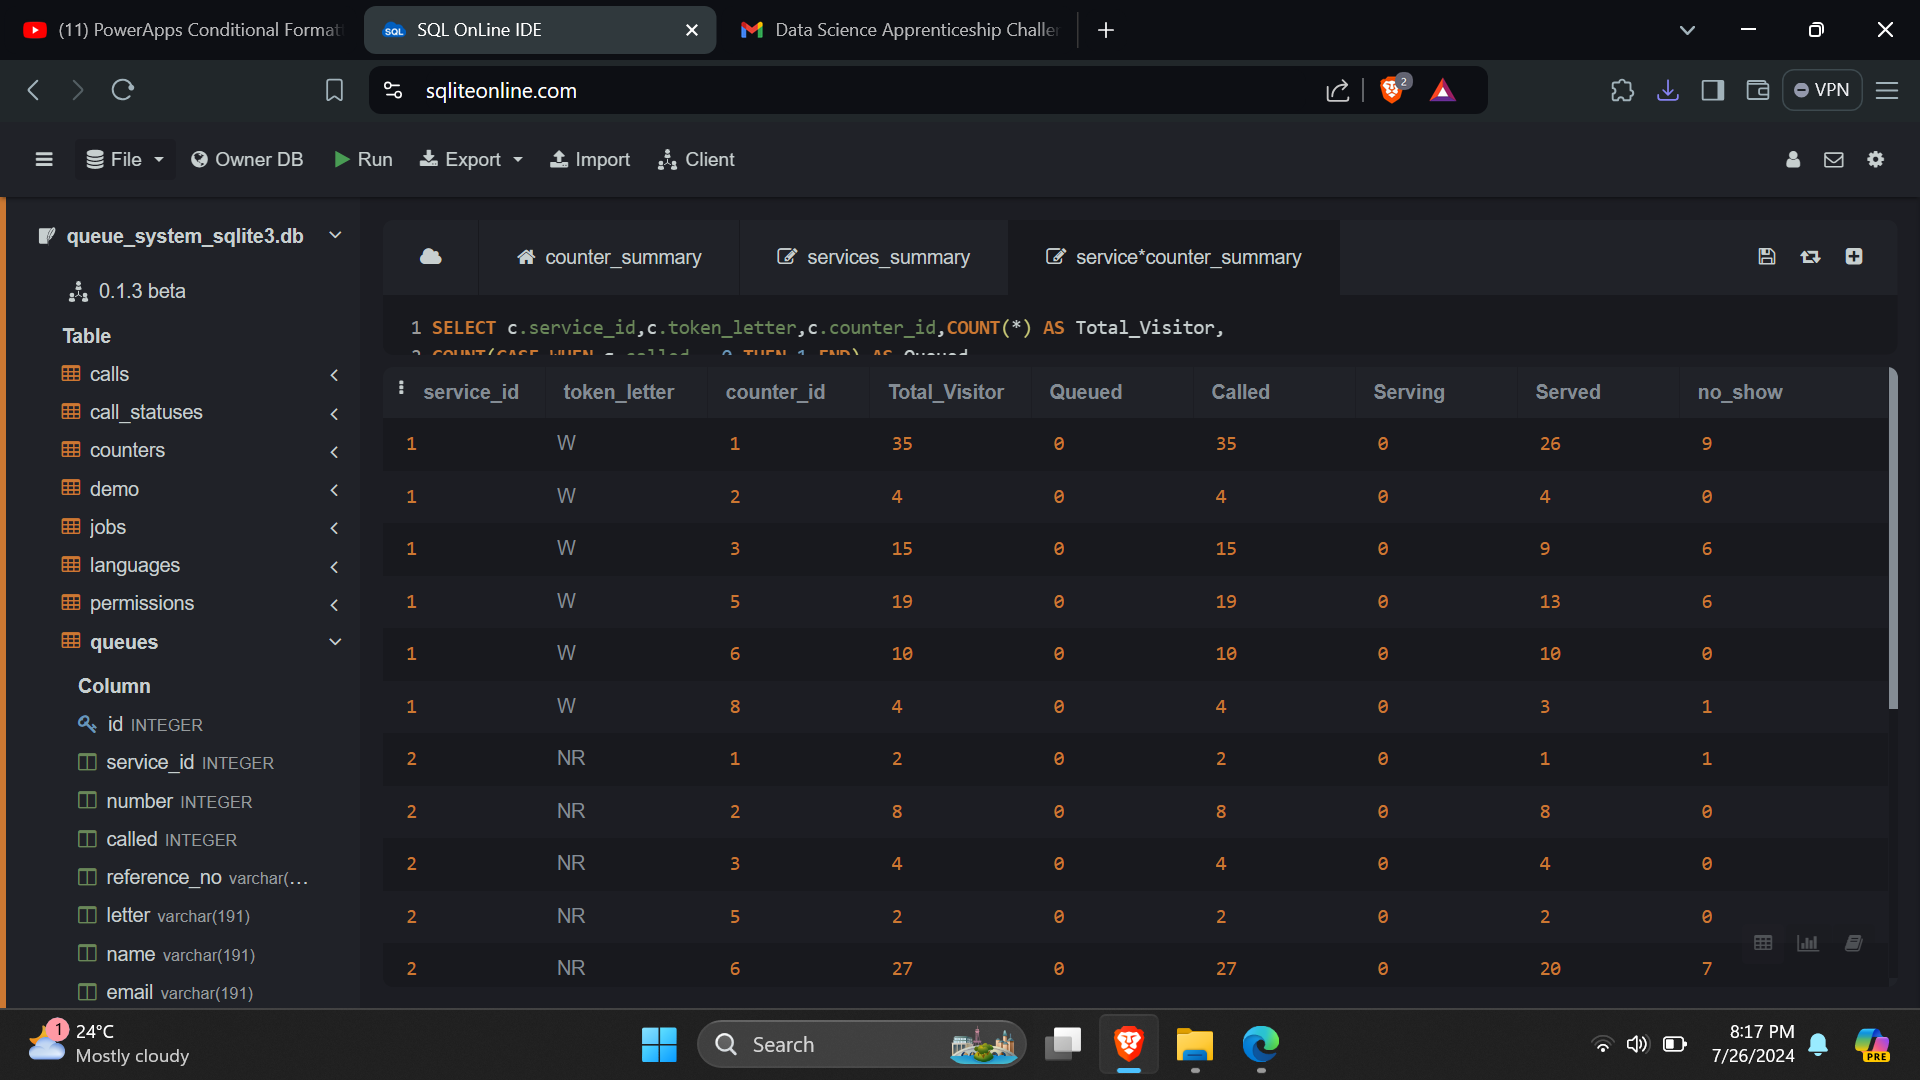 (11) PowerApps Conditional Format
SQL OnLine IDE
Data Science Apprenticeship Challe
sqliteonline.com
2
VPN
File
Owner DB
Run
Export
Import
Client
queue_system_sqlite3.db
0.1.3 beta
Table
calls
call_statuses
counters
demo
jobs
languages
permissions
queues
Column
id INTEGER
service_id INTEGER
number INTEGER
called INTEGER
reference_no varchar(...
letter varchar(191)
name varchar(191)
email varchar(191)
counter_summary
services_summary
service*counter_summary
1 SELECT c.service_id,c.token_letter,c.counter_id,COUNT(*) AS Total_Visitor,
service_id token_letter counter_id Total_Visitor Queued Called Serving Served no_show
1 W 1 35 0 35 0 26 9
1 W 2 4 0 4 0 4 0
1 W 3 15 0 15 0 9 6
1 W 5 19 0 19 0 13 6
1 W 6 10 0 10 0 10 0
1 W 8 4 0 4 0 3 1
2 NR 1 2 0 2 0 1 1
2 NR 2 8 0 8 0 8 0
2 NR 3 4 0 4 0 4 0
2 NR 5 2 0 2 0 2 0
2 NR 6 27 0 27 0 20 7
1
24°C
Mostly cloudy
Search
8:17 PM
7/26/2024
PRE